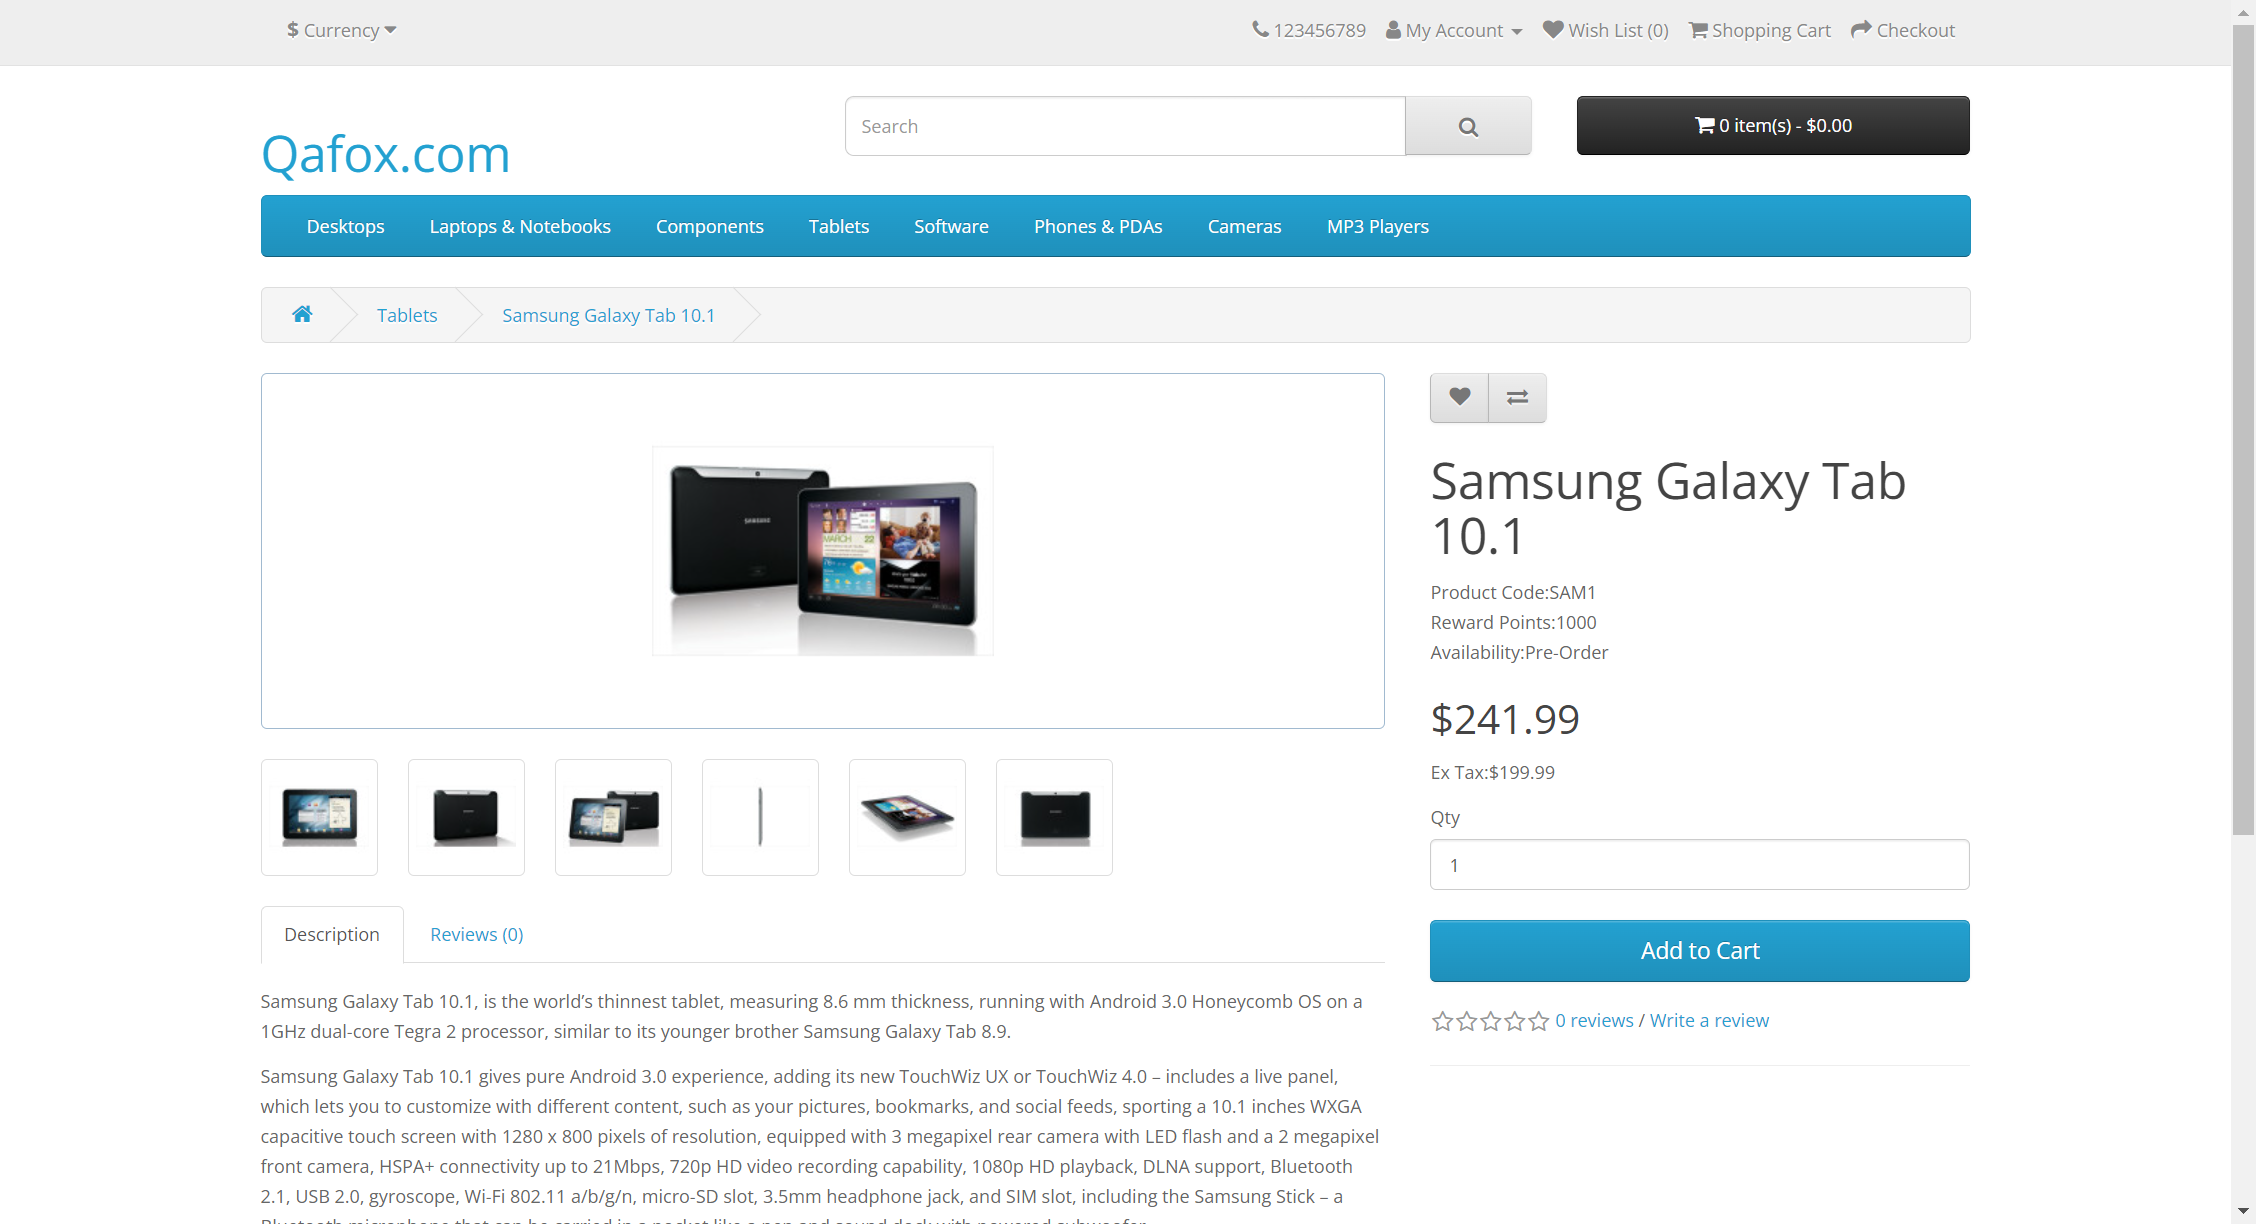 $ Currency
123456789 My Account Wish List (0) Shopping Cart Checkout
Qafox.com
Search
0 item(s) - $0.00
Desktops Laptops & Notebooks Components Tablets Software Phones & PDAs Cameras MP3 Players
Tablets Samsung Galaxy Tab 10.1
SAMSUNG
MARCH 22
Samsung Galaxy Tab
10.1
Product Code:SAM1
Reward Points:1000
Availability:Pre-Order
$241.99
Ex Tax:$199.99
Qty
1
Add to Cart
0 reviews / Write a review
Description Reviews (0)
Samsung Galaxy Tab 10.1, is the world’s thinnest tablet, measuring 8.6 mm thickness, running with Android 3.0 Honeycomb OS on a
1GHz dual-core Tegra 2 processor, similar to its younger brother Samsung Galaxy Tab 8.9.
Samsung Galaxy Tab 10.1 gives pure Android 3.0 experience, adding its new TouchWiz UX or TouchWiz 4.0 – includes a live panel,
which lets you to customize with different content, such as your pictures, bookmarks, and social feeds, sporting a 10.1 inches WXGA
capacitive touch screen with 1280 x 800 pixels of resolution, equipped with 3 megapixel rear camera with LED flash and a 2 megapixel
front camera, HSPA+ connectivity up to 21Mbps, 720p HD video recording capability, 1080p HD playback, DLNA support, Bluetooth
2.1, USB 2.0, gyroscope, Wi-Fi 802.11 a/b/g/n, micro-SD slot, 3.5mm headphone jack, and SIM slot, including the Samsung Stick – a